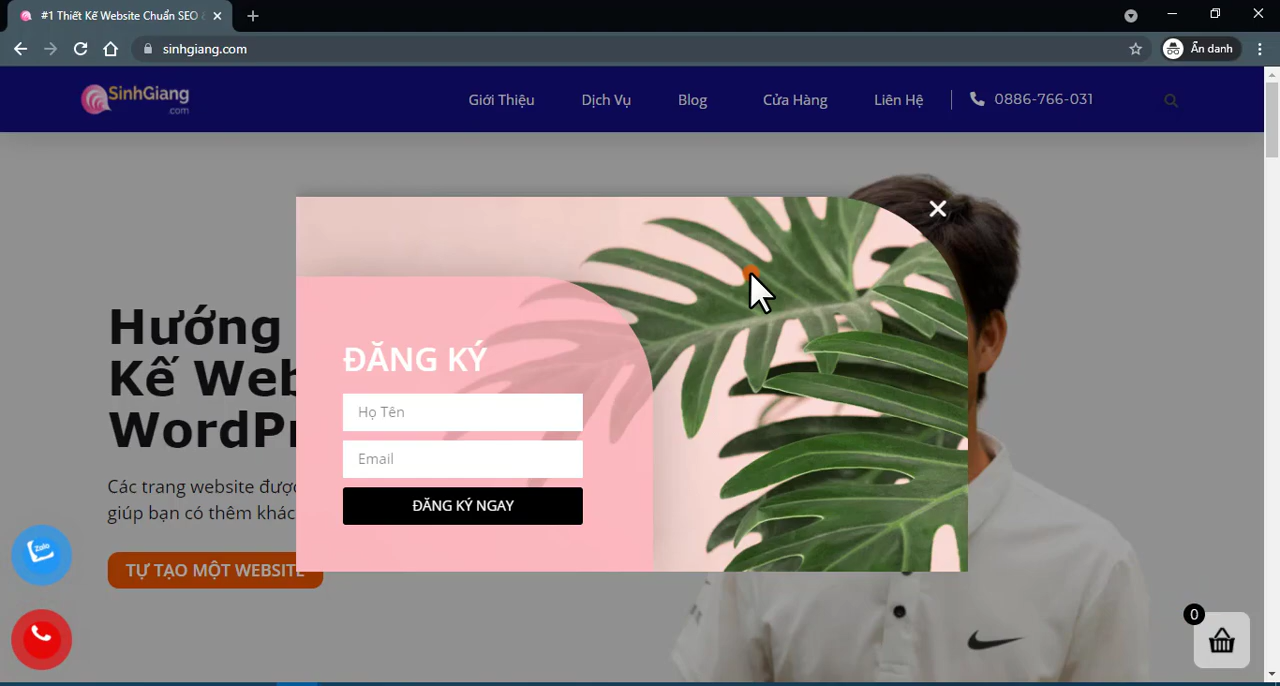 #1 Thiết Kế Website Chuẩn SEO
sinhgiang.com
Ẩn danh
SinhGiang
.com
Giới Thiệu
Dịch Vụ
Blog
Cửa Hàng
Liên Hệ
0886-766-031
Hướng
Kế Web
WordPr
Các trang website được
giúp bạn có thêm khác
TỰ TẠO MỘT WEBSITE
ĐĂNG KÝ
Họ Tên
Email
ĐĂNG KÝ NGAY
Zalo
0